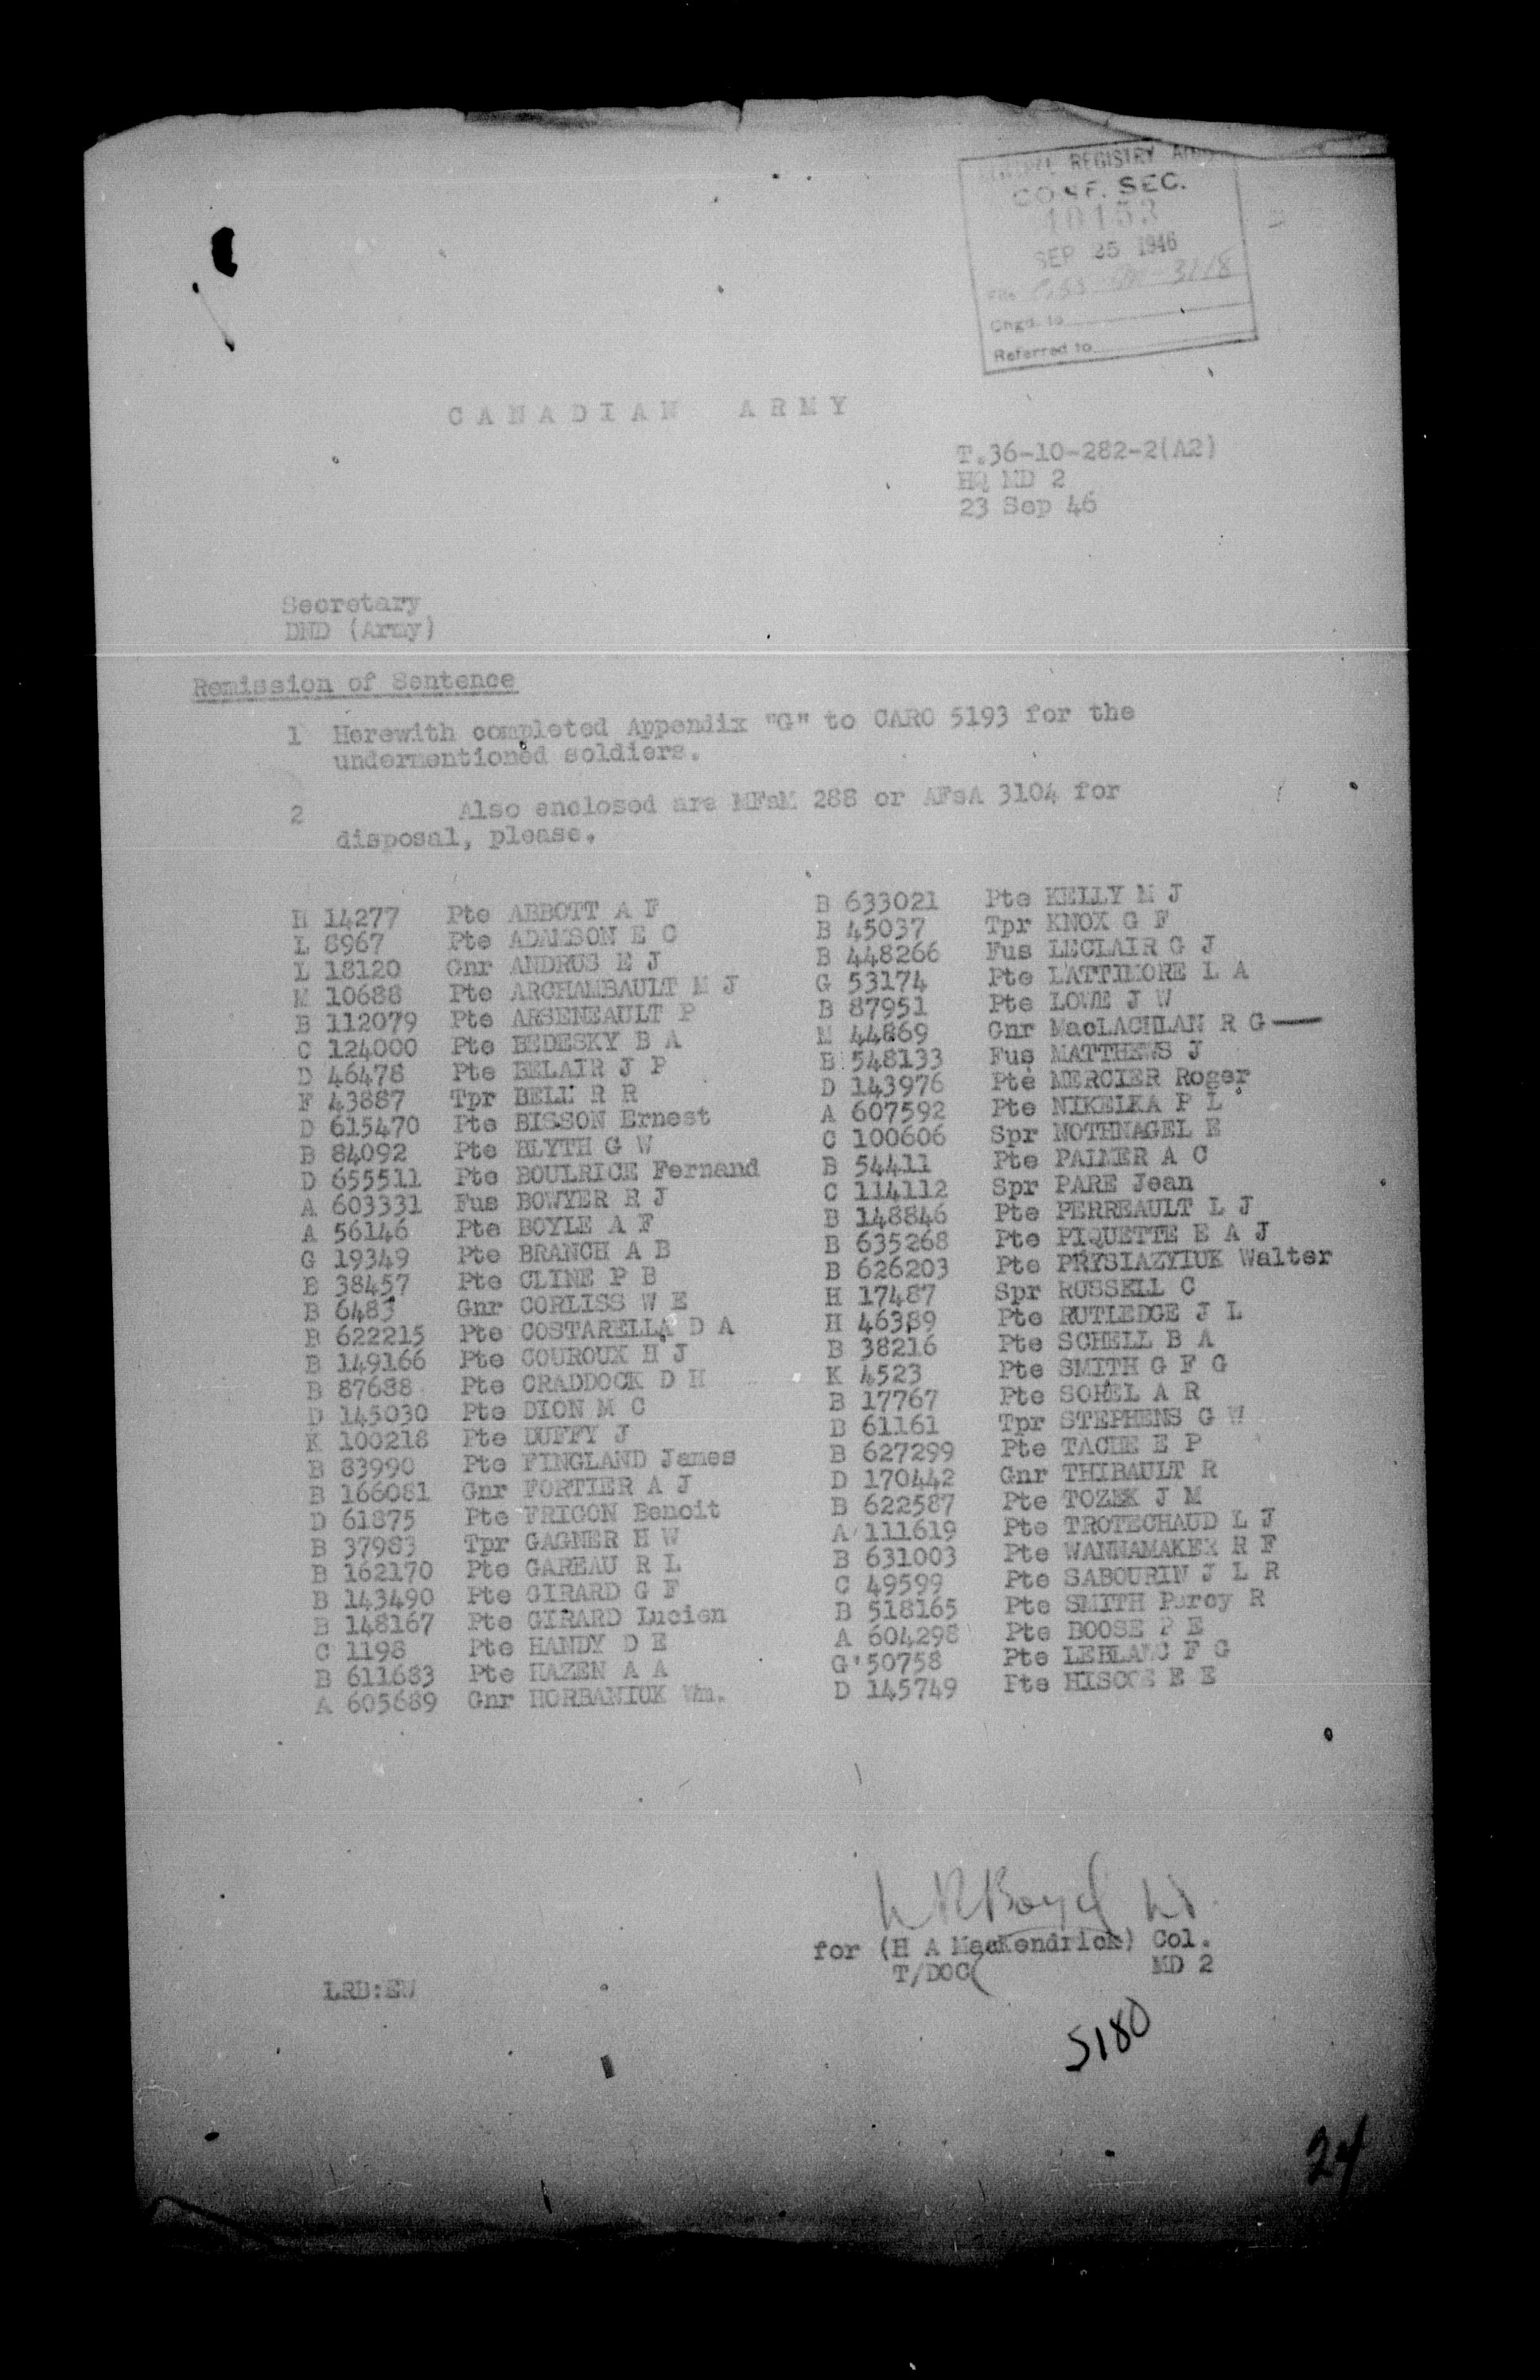 CENTRAL REGISTRY
CONF. SEC.
10153
SEP 25 1946
File
Chgd. to
Referred to
CANADIAN ARMY
T.36-10-282-2(A2)
HQ MD 2
23 Sep 46
Secretary
DND (Army)
Remission of Sentence
1 Herewith completed Appendix "G" to CARO 5193 for the
undermentioned soldiers.
2 Also enclosed are MFsM 288 or AFsA 3104 for
disposal, please.
H 14277 Pte ABBOTT A F
L 8967 Pte ADAMSON E C
L 18120 Gnr ANDRUS E J
M 10688 Pte ARCHAMBAULT M J
B 112079 Pte ARSENEAULT P
C 124000 Pte BEDESKY B A
D 46478 Pte BELAIR J P
F 43887 Tpr BELL R R
D 615470 Pte BISSON Ernest
B 84092 Pte BLYTH G W
D 655511 Pte BOULRICE Fernand
A 603331 Fus BOWYER R J
A 56146 Pte BOYLE A F
G 19349 Pte BRANCH A B
B 38457 Pte CLINE P B
B 6483 Gnr CORLISS W E
B 622215 Pte COSTARELLA D A
B 149166 Pte COUROUX H J
B 87688 Pte CRADDOCK D H
D 145030 Pte DION M C
K 100218 Pte DUFFY J
B 83990 Pte FINGLAND James
B 166081 Gnr FORTIER A J
D 61875 Pte FRIGON Benoit
B 37983 Tpr GAGNER H W
B 162170 Pte GAREAU R L
B 143490 Pte GIRARD G F
B 148167 Pte GIRARD Lucien
C 1198 Pte HANDY D E
B 611683 Pte HAZEN A A
A 605689 Gnr HORBANIUK Wm.
B 633021 Pte KELLY M J
B 45037 Tpr KNOX G F
B 448266 Fus LECLAIR G J
G 53174 Pte LATTIMORE L A
B 87951 Pte LOWE J W
M 44869 Gnr MacLACHLAN R G
B 548133 Fus MATTHEWS J
D 143976 Pte MERCIER Roger
A 607592 Pte NIKEIKA P L
C 100606 Spr NOTHNAGEL E
B 54411 Pte PALMER A C
C 114112 Spr PARE Jean
B 148846 Pte PERREAULT L J
B 635268 Pte PIQUETTE E A J
B 626203 Pte PRYSIAZYIUK Walter
H 17487 Spr RUSSELL C
H 46389 Pte RUTLEDGE J L
B 38216 Pte SCHELL B A
K 4523 Pte SMITH G F G
B 17767 Pte SOREL A R
B 61161 Tpr STEPHENS G W
B 627299 Pte TACHE E P
D 170442 Gnr THIBAULT R
B 622587 Pte TOZEK J M
A 111619 Pte TROTECHAUD L J
B 631003 Pte WANNAMAKER R F
C 49599 Pte SABOURIN J L R
B 518165 Pte SMITH Percy R
A 604298 Pte BOOSE P E
G 50758 Pte LEBLANC F G
D 145749 Pte HISCOE E E
for (H A MacKendrick) Col.
T/DOC MD 2
LRB:EW
5180
24